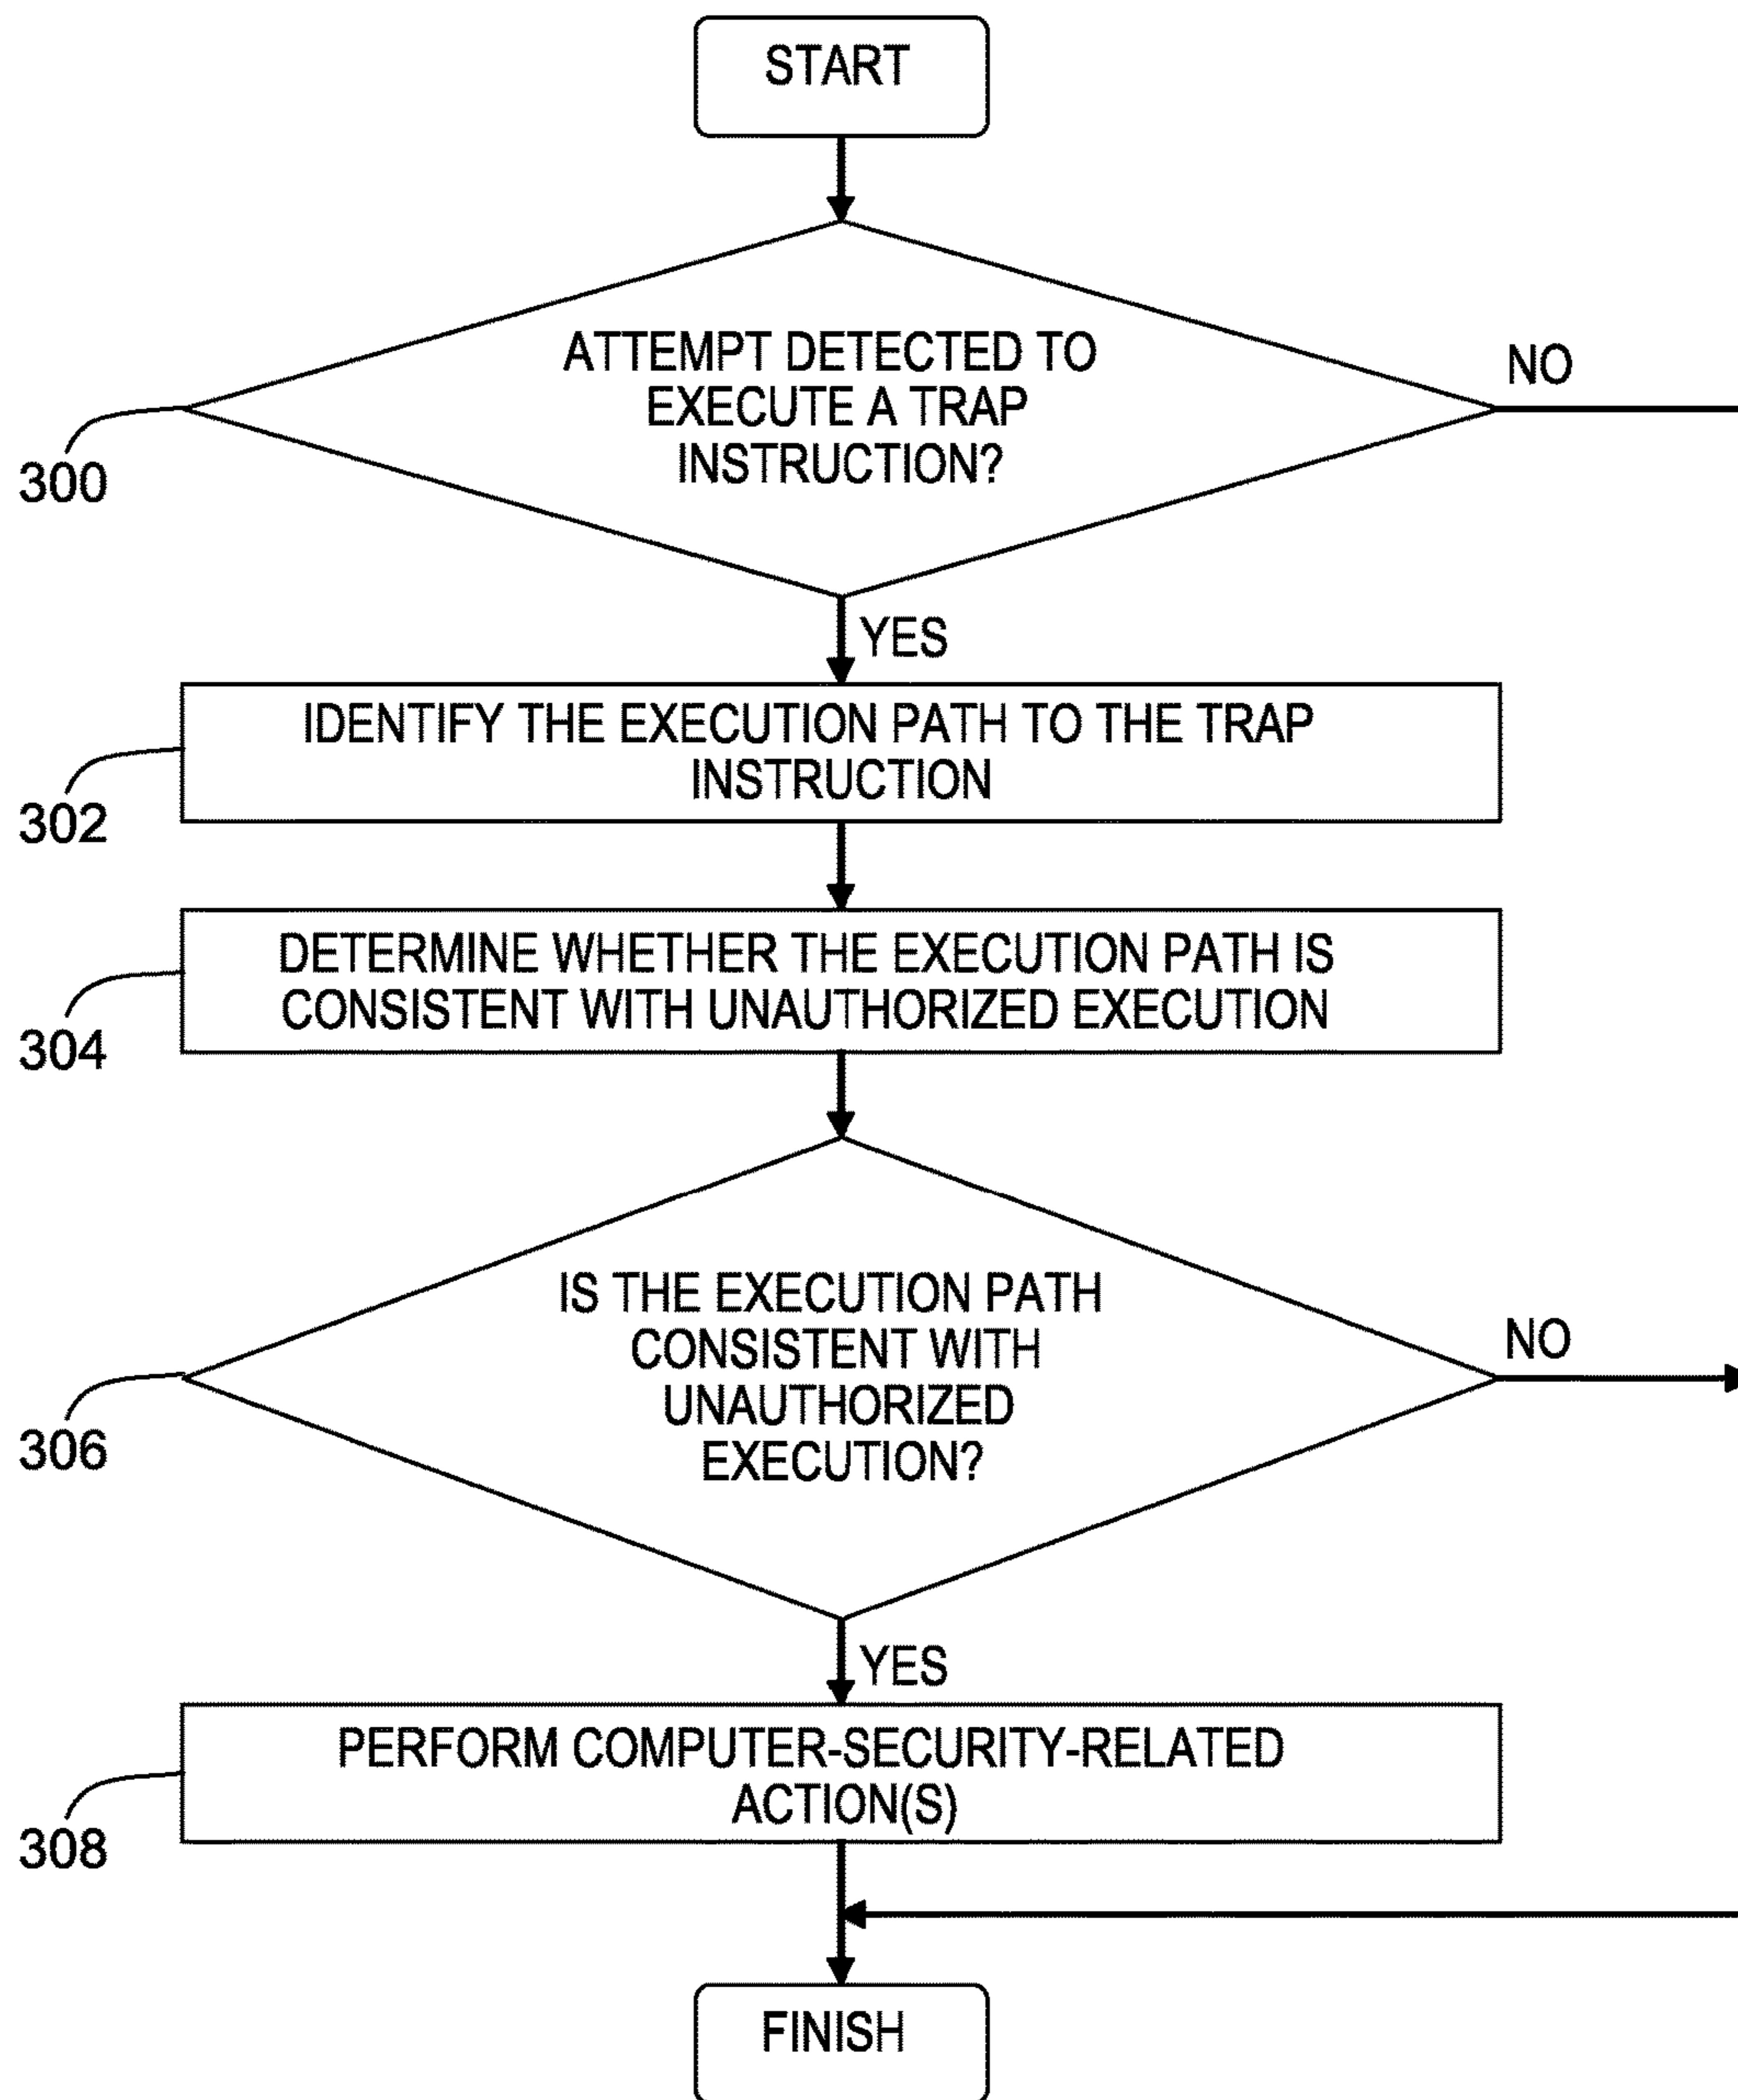 START
ATTEMPT DETECTED TO
EXECUTE A TRAP
INSTRUCTION?
NO
300
YES
IDENTIFY THE EXECUTION PATH TO THE TRAP
INSTRUCTION
302
DETERMINE WHETHER THE EXECUTION PATH IS
CONSISTENT WITH UNAUTHORIZED EXECUTION
304
IS THE EXECUTION PATH
CONSISTENT WITH
UNAUTHORIZED
EXECUTION?
NO
306
YES
PERFORM COMPUTER-SECURITY-RELATED
ACTION(S)
308
FINISH